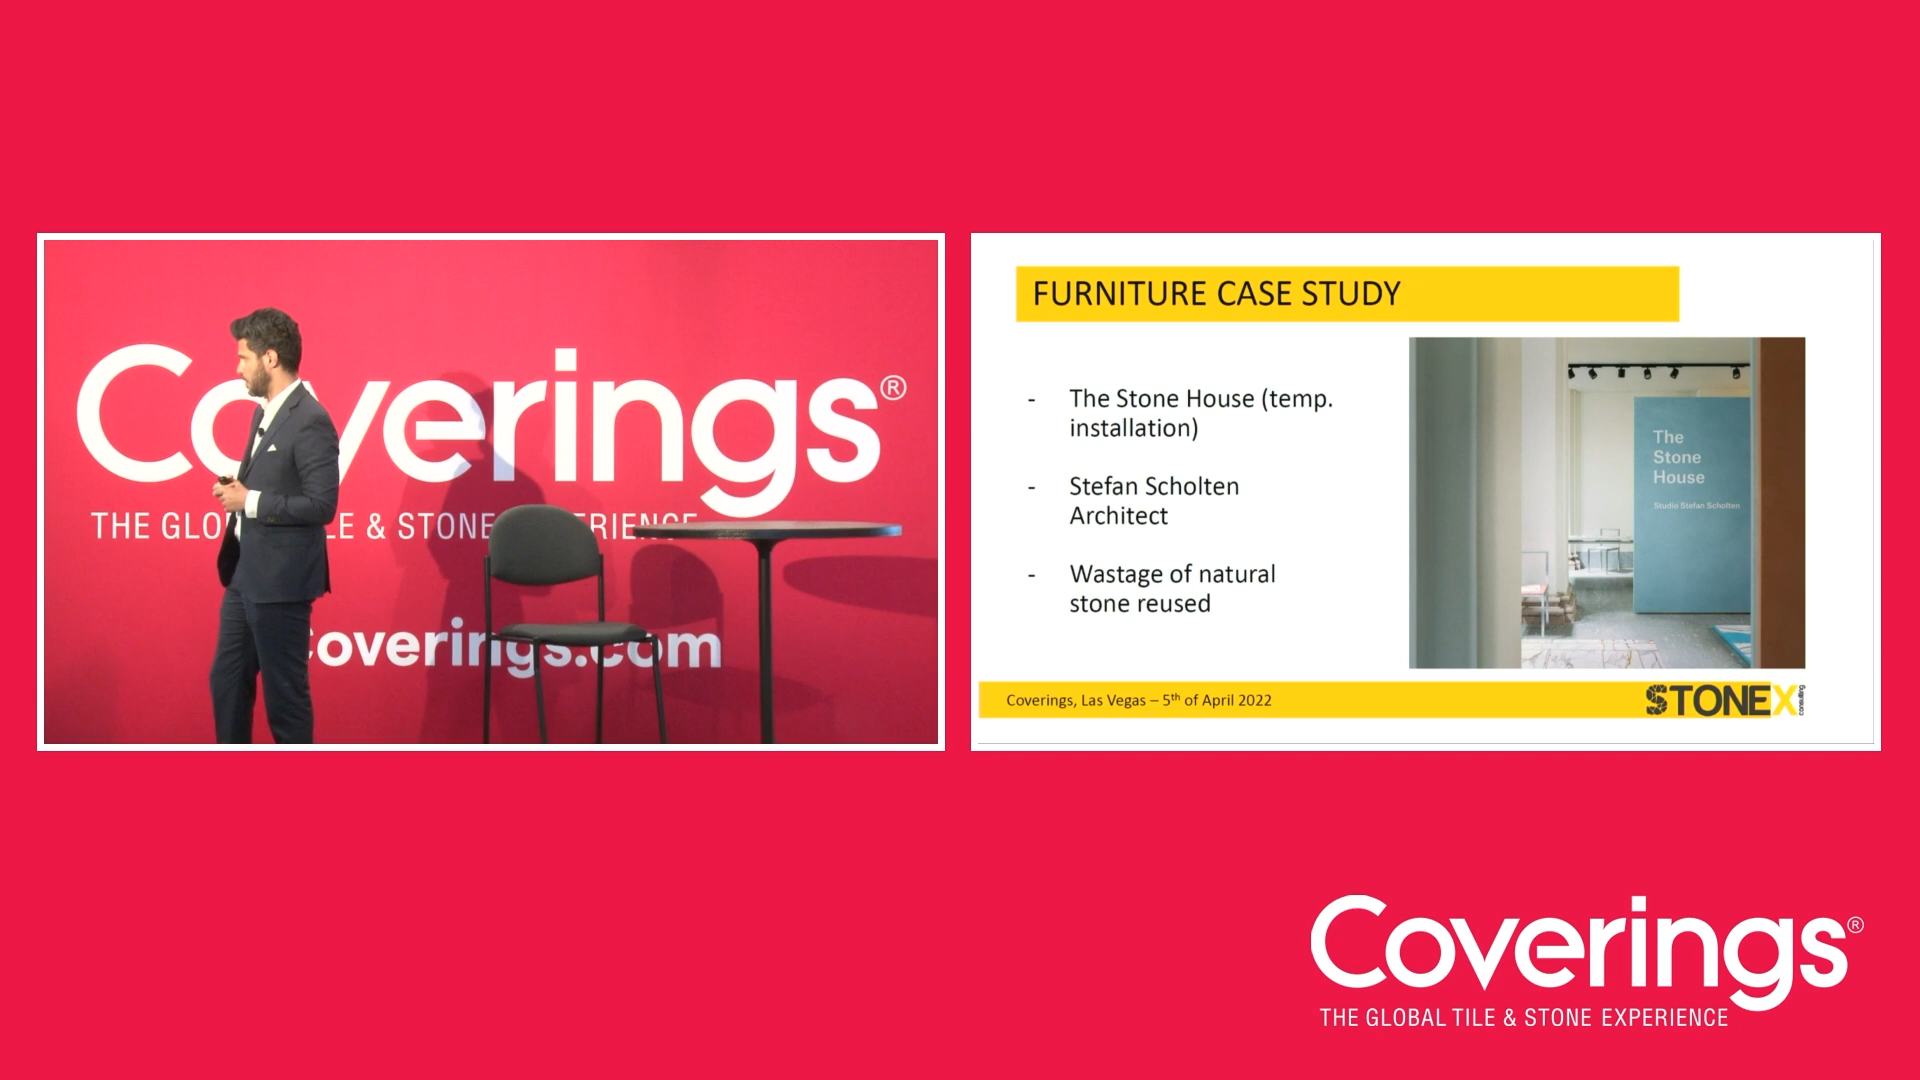 Coverings®
THE GLO LE & STONE ERIENCE
overings.com
FURNITURE CASE STUDY
- The Stone House (temp.
installation)
- Stefan Scholten
Architect
- Wastage of natural
stone reused
The
Stone
House
Studio Stefan Scholten
Coverings, Las Vegas – 5th of April 2022
STONEX consulting
Coverings®
THE GLOBAL TILE & STONE EXPERIENCE